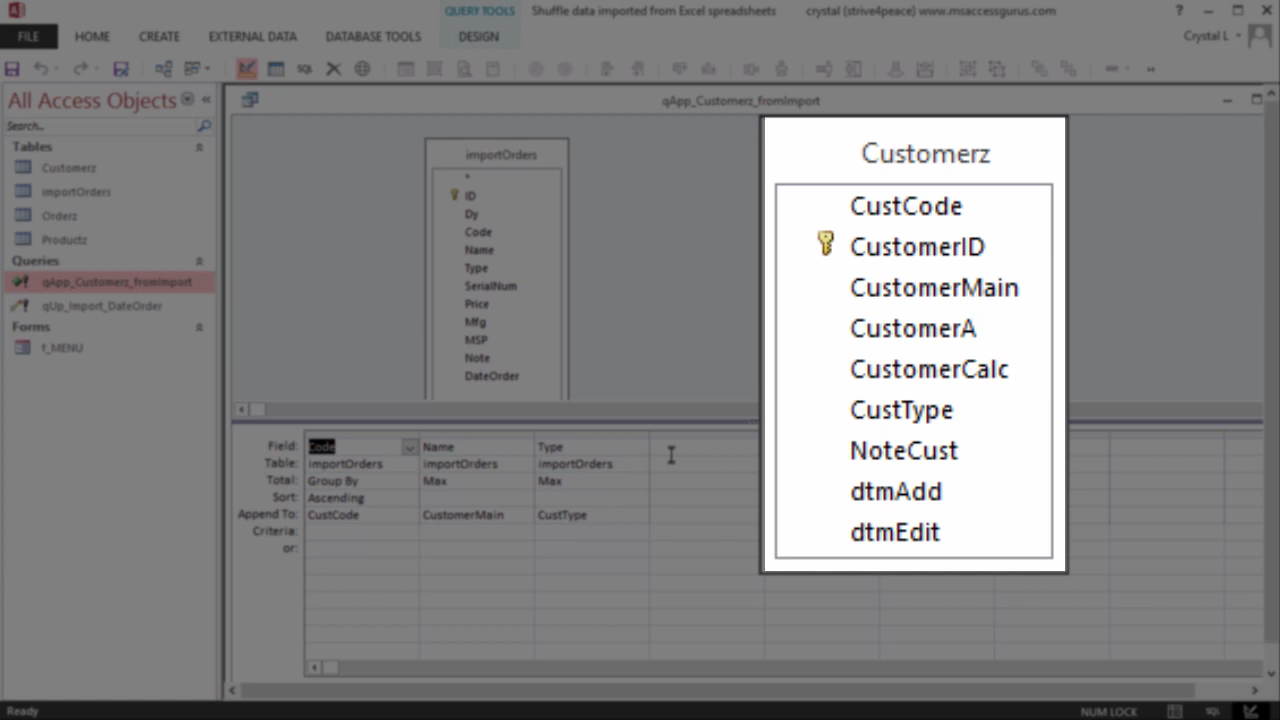 QUERY TOOLS Shuffle data imported from Excel spreadsheets crystal (strive4peace) www.msaccessgurus.com ?
FILE HOME CREATE EXTERNAL DATA DATABASE TOOLS DESIGN Crystal L
SQL
All Access Objects
Search...
Tables
Customerz
importOrders
Orderz
Productz
Queries
qApp_Customerz_fromImport
qUp_Import_DateOrder
Forms
f_MENU
qApp_Customerz_fromImport
importOrders
*
ID
Dy
Code
Name
Type
SerialNum
Price
Mfg
MSP
Note
DateOrder
Customerz
CustCode
CustomerID
CustomerMain
CustomerA
CustomerCalc
CustType
NoteCust
dtmAdd
dtmEdit
Field: Code Name Type
Table: importOrders importOrders importOrders
Total: Group By Max Max
Sort: Ascending
Append To: CustCode CustomerMain CustType
Criteria:
or:
Ready NUM LOCK SQL